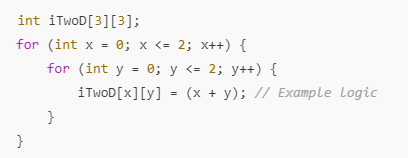 int iTwoD[3][3];
for (int x = 0; x <= 2; x++) {
    for (int y = 0; y <= 2; y++) {
        iTwoD[x][y] = (x + y); // Example logic
    }
}